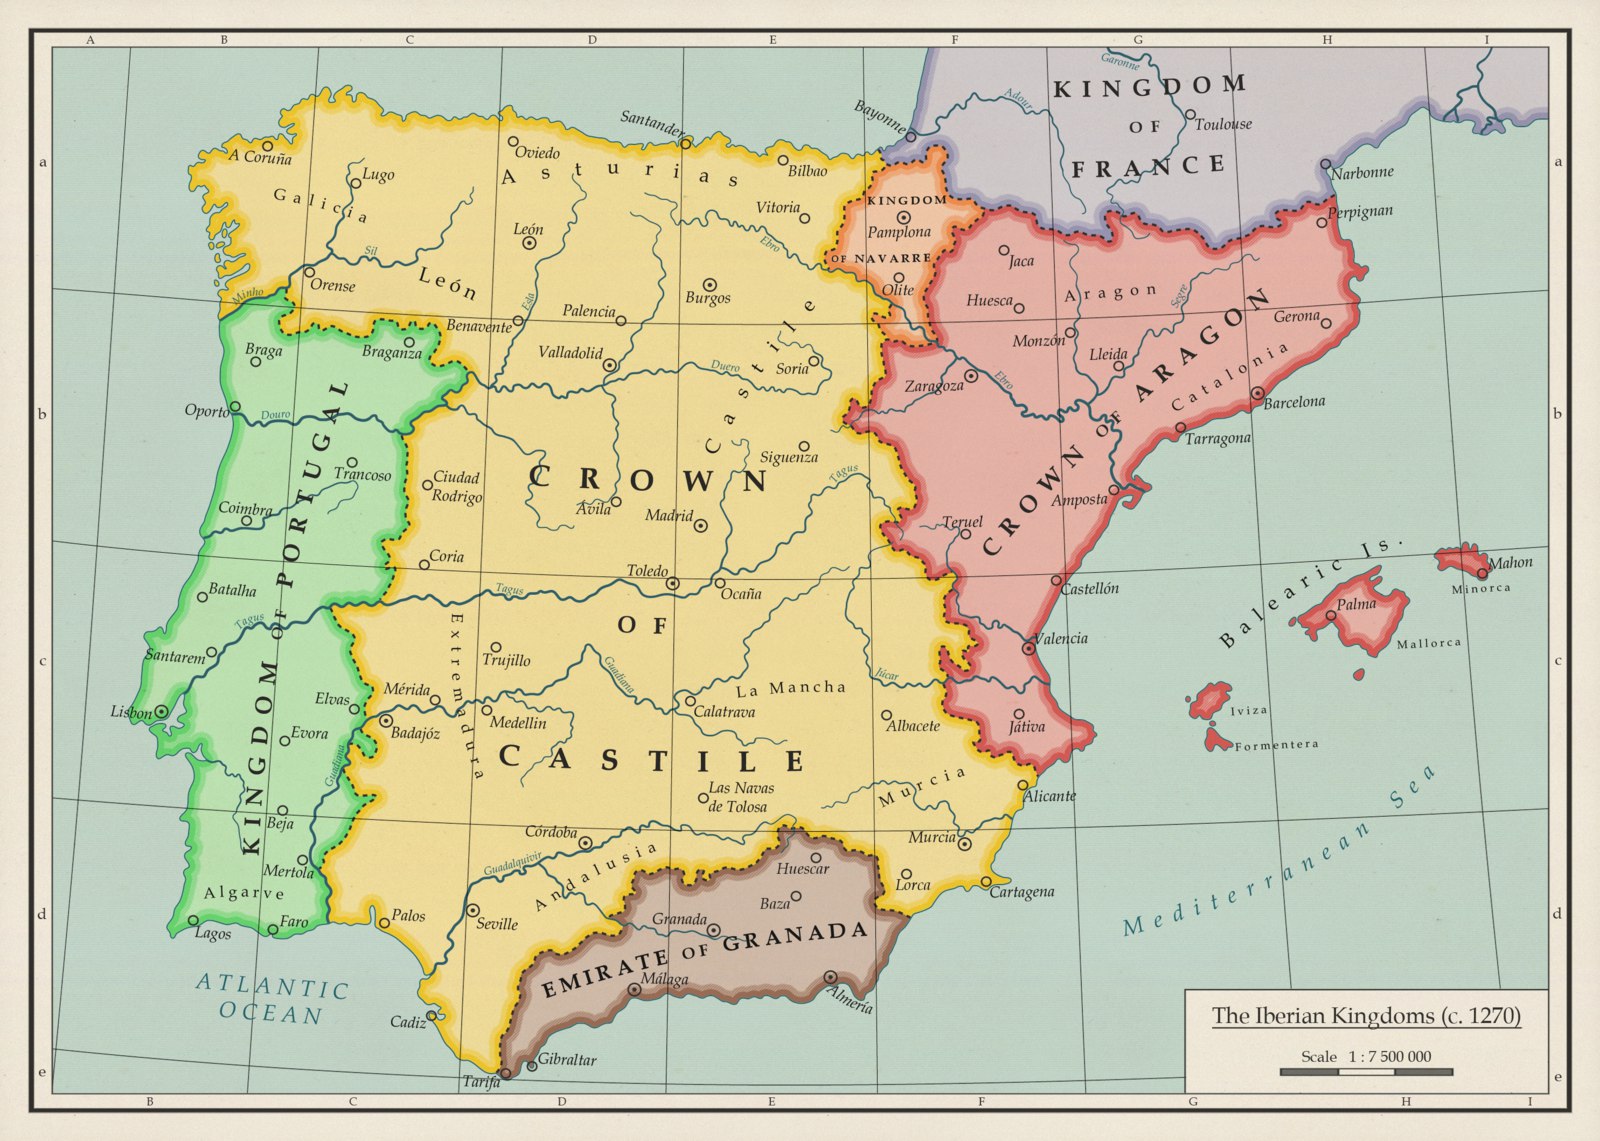 A B C D E F G H I
a
b
c
d
e
a
b
c
d
e
B C D E F G H I
KINGDOM
OF
FRANCE
Garonne
Adour
Toulouse
Bayonne
Narbonne
Perpignan
Santander
A Coruña
Oviedo
Bilbao
Asturias
Lugo
Galicia
Vitoria
León
Ebro
Sil
León
Orense
Minho
Esla
Burgos
Palencia
Benavente
Valladolid
Duero
Soria
Castile
KINGDOM
Pamplona
OF NAVARRE
Olite
Jaca
Huesca
Aragon
Segre
Monzón
Lleida
Gerona
Zaragoza
Ebro
Catalonia
Barcelona
Tarragona
CROWN OF ARAGON
Amposta
Teruel
Castellón
Valencia
Játiva
Braga
Braganza
Oporto
Douro
Trancoso
Coimbra
KINGDOM OF PORTUGAL
Batalha
Tagus
Santarem
Lisbon
Elvas
Evora
Guadiana
Beja
Mertola
Algarve
Lagos
Faro
Ciudad
Rodrigo
CROWN
Siguenza
Ávila
Madrid
Tagus
Coria
Toledo
Ocaña
Tagus
OF
Extremadura
Trujillo
Guadiana
Júcar
Mérida
Badajóz
Medellin
Calatrava
La Mancha
Albacete
CASTILE
Las Navas
de Tolosa
Murcia
Alicante
Murcia
Córdoba
Guadalquivir
Andalusia
Lorca
Cartagena
Palos
Seville
Cadiz
Huescar
Baza
Granada
EMIRATE OF GRANADA
Málaga
Almería
Gibraltar
Tarifa
Balearic Is.
Mahon
Minorca
Palma
Mallorca
Iviza
Formentera
Mediterranean Sea
ATLANTIC
OCEAN
The Iberian Kingdoms (c. 1270)
Scale 1 : 7 500 000